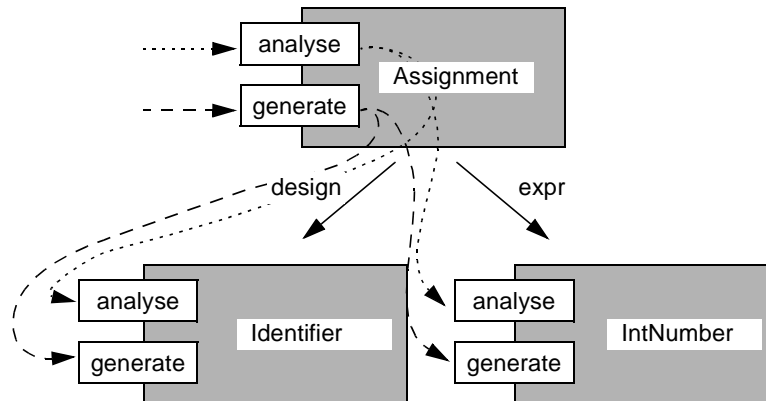 analyse
Assignment
generate
design
expr
analyse
analyse
Identifier
IntNumber
generate
generate